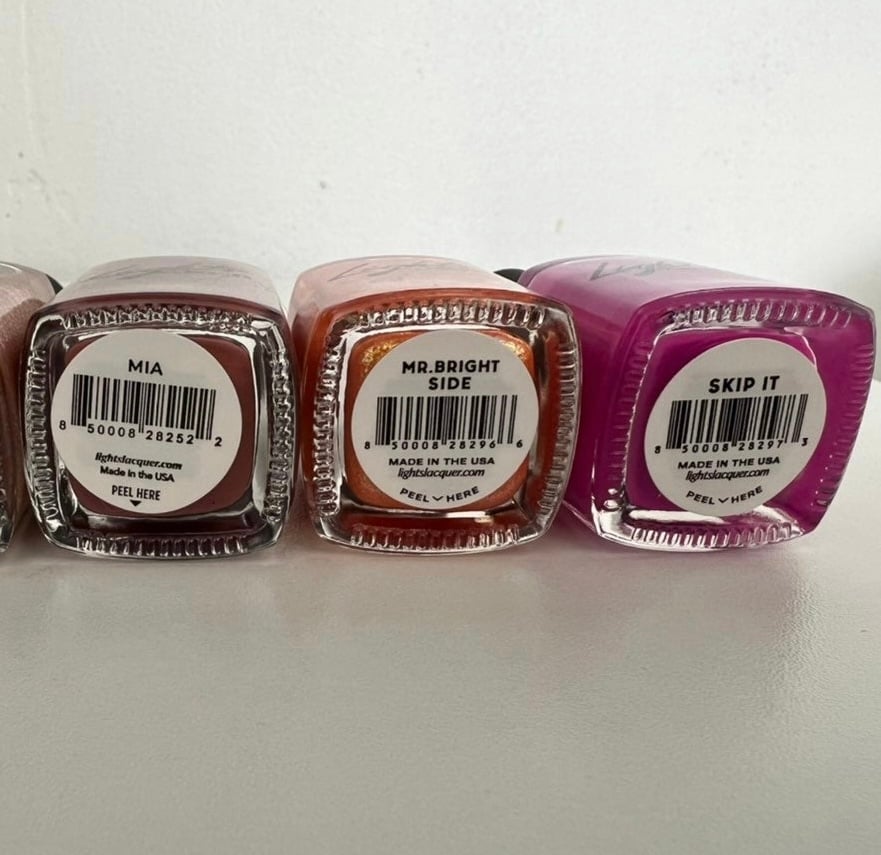 MIA
8 50008 28252 2
lightslacquer.com
Made in the USA
PEEL HERE
MR.BRIGHT
SIDE
8 50008 28296 6
MADE IN THE USA
lightslacquer.com
PEEL HERE
SKIP IT
8 50008 28297 3
MADE IN THE USA
lightslacquer.com
PEEL HERE